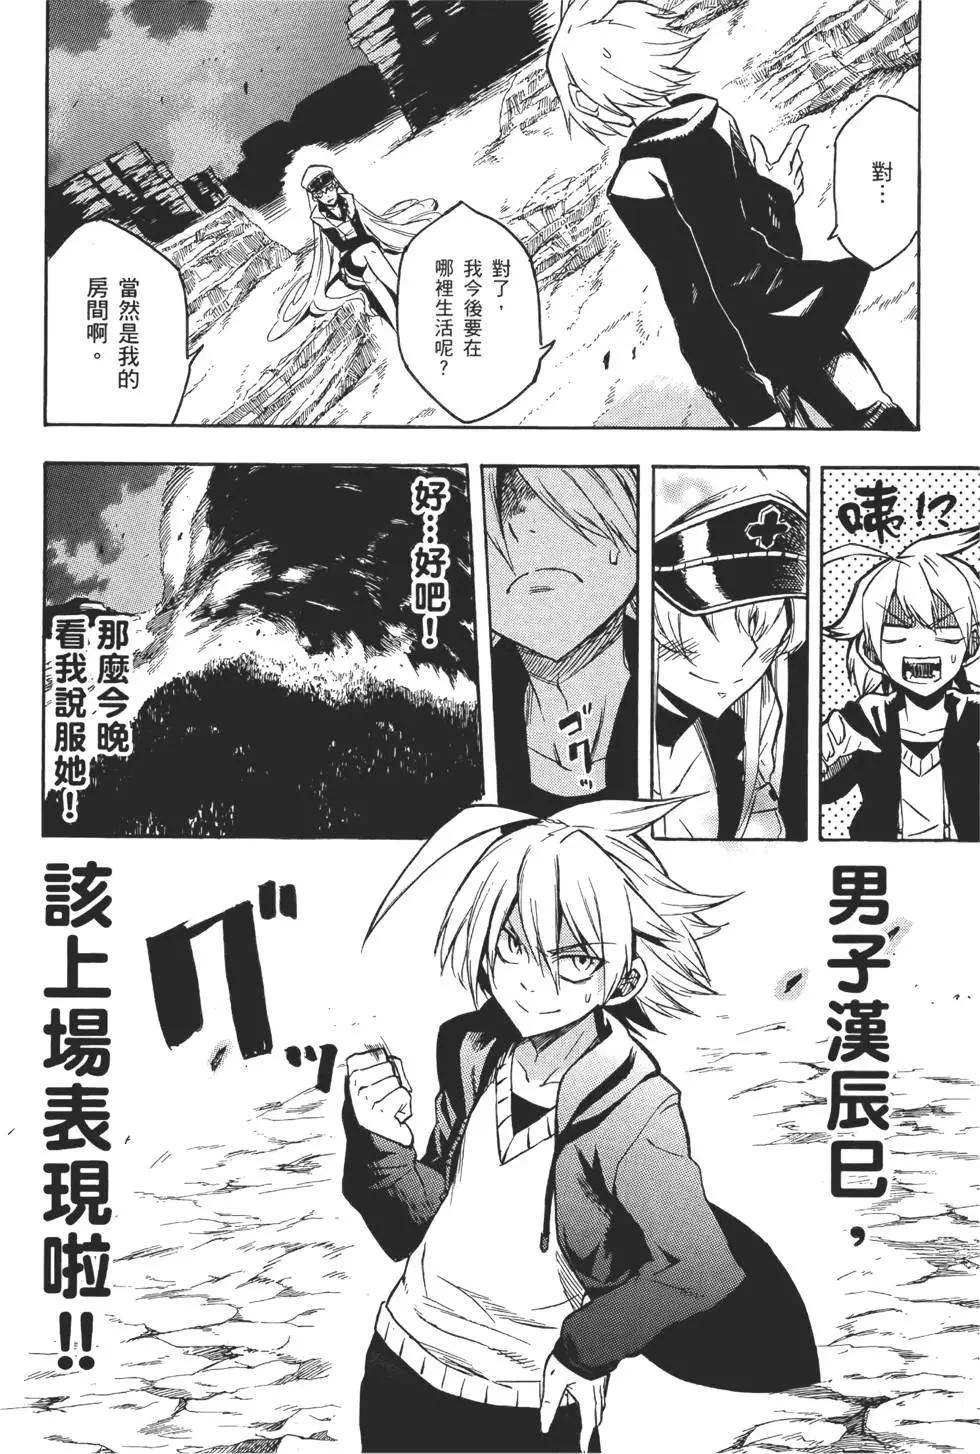 對…
對了，
我今後要在
哪裡生活呢？
當然是我的
房間啊。
咦!?
ゴクッ
好…好吧！
那麼今晚
看我說服她！
男子漢辰巳，
グッ
該上場表現啦!!